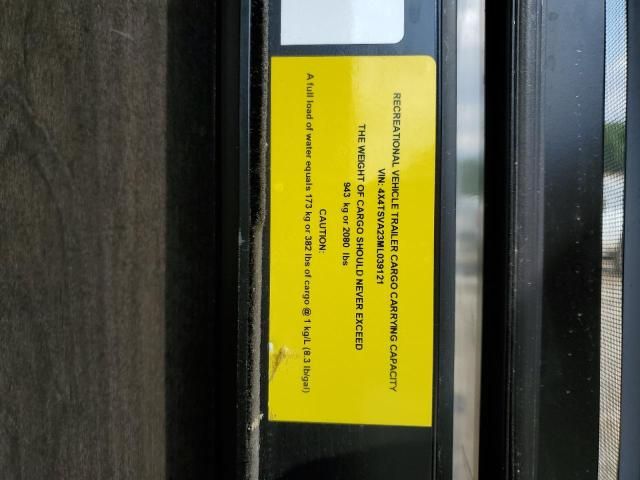 RECREATIONAL VEHICLE TRAILER CARGO CARRYING CAPACITY
VIN: 4X4TSVA23ML039121
THE WEIGHT OF CARGO SHOULD NEVER EXCEED
943 kg or 2080 lbs
CAUTION:
A full load of water equals 173 kg or 382 lbs of cargo @ 1 kg/L (8.3 lb/gal)